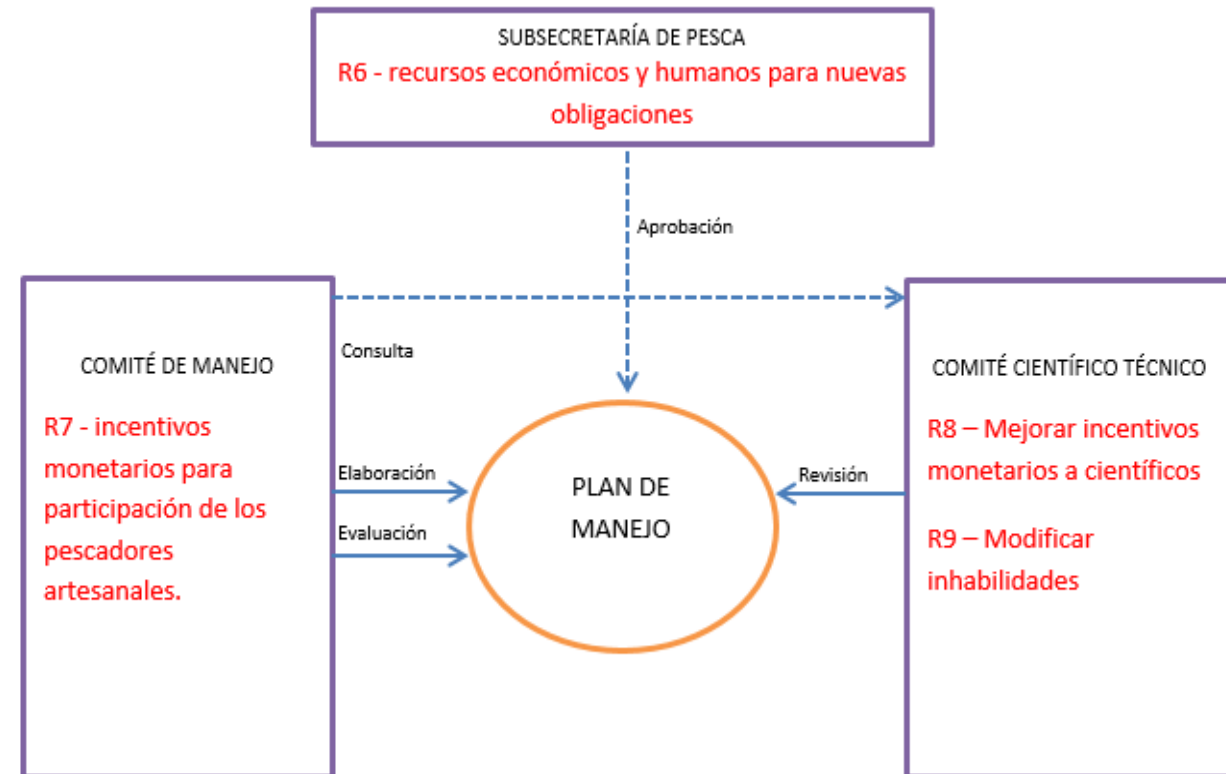 SUBSECRETARÍA DE PESCA
R6 - recursos económicos y humanos para nuevas
obligaciones
Aprobación
COMITÉ DE MANEJO
R7 - incentivos
monetarios para
participación de los
pescadores
artesanales.
Consulta
Elaboración
Evaluación
PLAN DE
MANEJO
Revisión
COMITÉ CIENTÍFICO TÉCNICO
R8 – Mejorar incentivos
monetarios a científicos
R9 – Modificar
inhabilidades